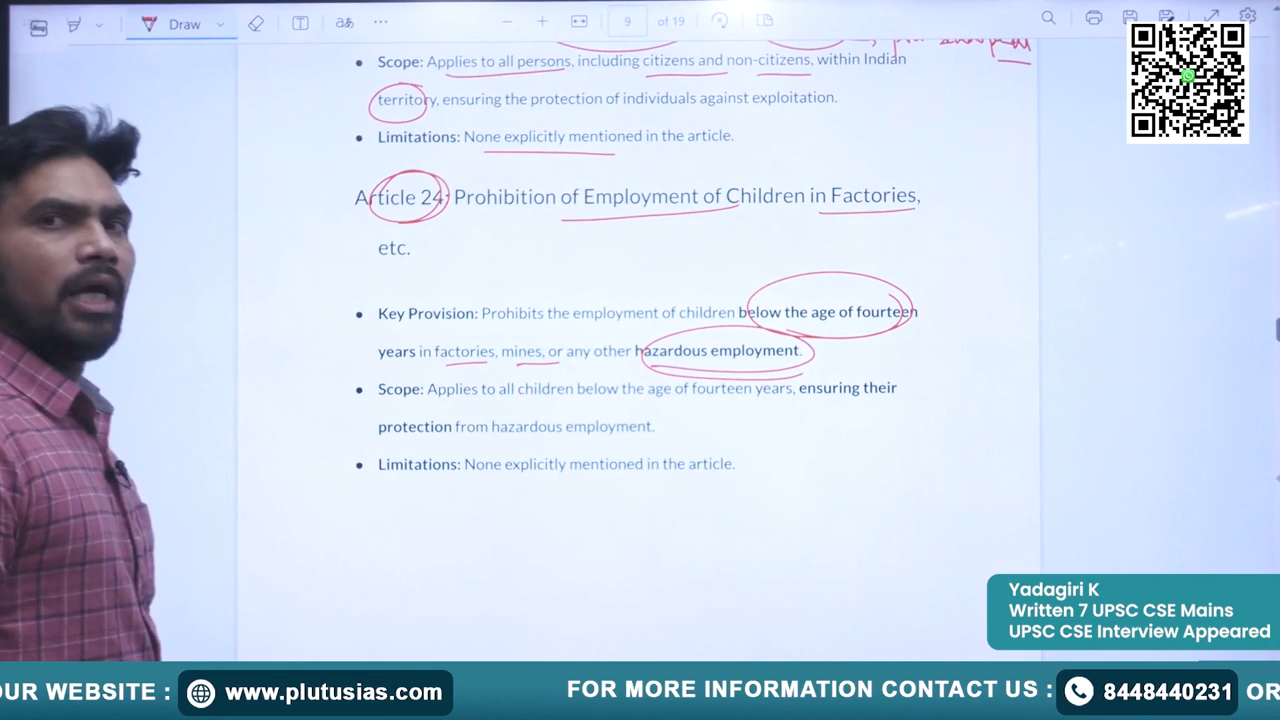 Draw
aあ
9
of 19
Scope: Applies to all persons, including citizens and non-citizens, within Indian
territory, ensuring the protection of individuals against exploitation.
Limitations: None explicitly mentioned in the article.
Article 24: Prohibition of Employment of Children in Factories,
etc.
Key Provision: Prohibits the employment of children below the age of fourteen
years in factories, mines, or any other hazardous employment.
Scope: Applies to all children below the age of fourteen years, ensuring their
protection from hazardous employment.
Limitations: None explicitly mentioned in the article.
Yadagiri K
Written 7 UPSC CSE Mains
UPSC CSE Interview Appeared
OUR WEBSITE : www.plutusias.com FOR MORE INFORMATION CONTACT US : 8448440231 OR